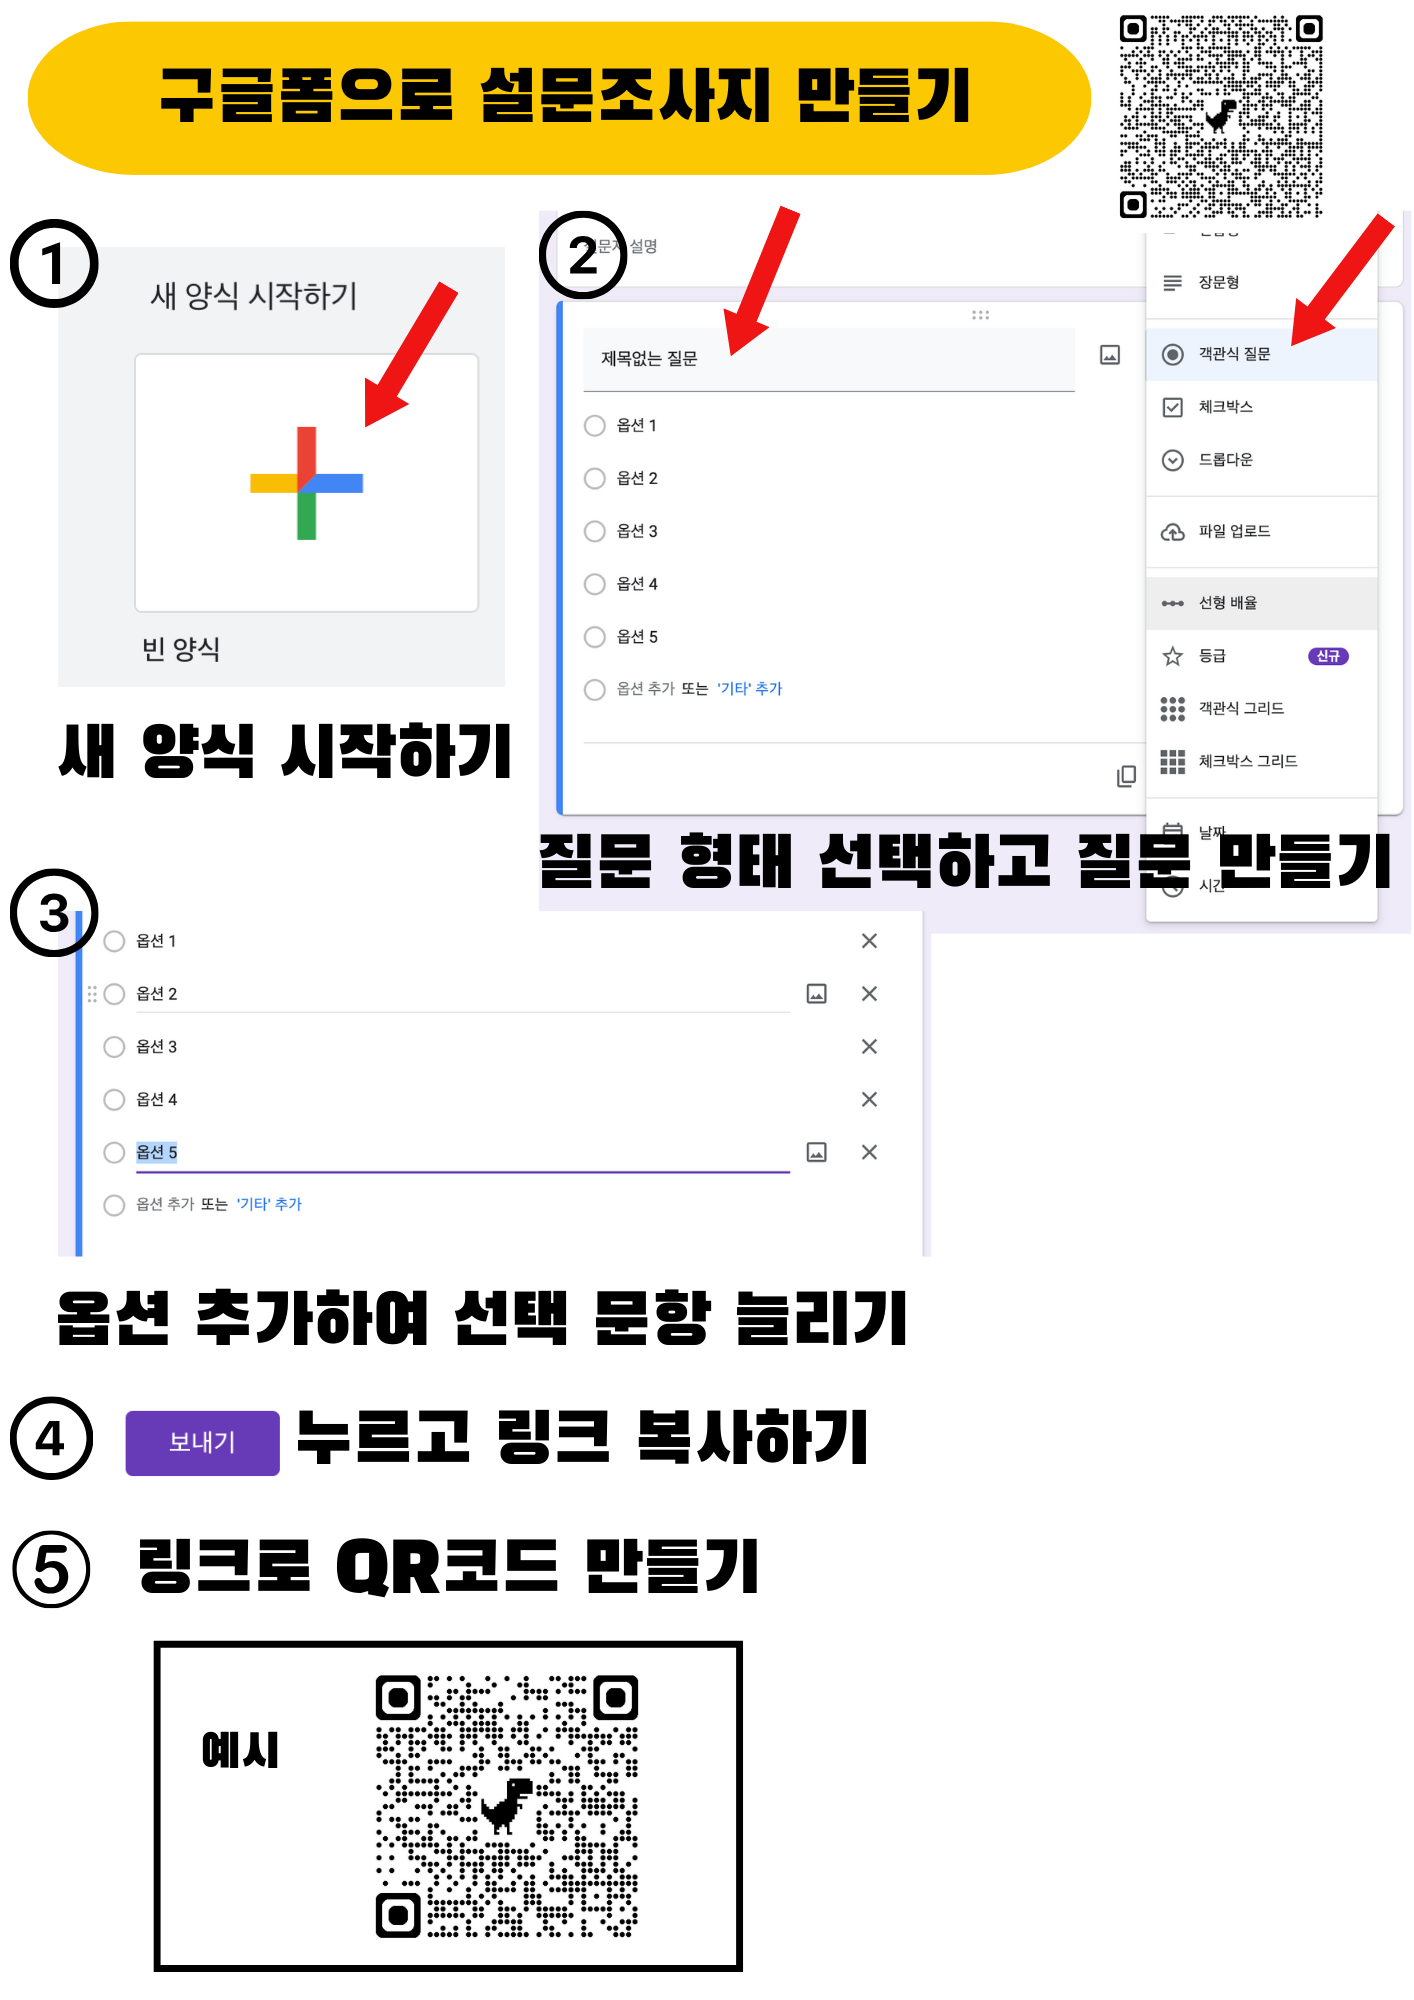 구글폼으로 설문조사지 만들기
1
새 양식 시작하기
빈 양식
새 양식 시작하기
2
설명
제목없는 질문
옵션 1
옵션 2
옵션 3
옵션 4
옵션 5
옵션 추가 또는 '기타' 추가
장문형
객관식 질문
체크박스
드롭다운
파일 업로드
선형 배율
등급 신규
객관식 그리드
체크박스 그리드
날짜
시간
질문 형태 선택하고 질문 만들기
3
옵션 1
옵션 2
옵션 3
옵션 4
옵션 5
옵션 추가 또는 '기타' 추가
옵션 추가하여 선택 문항 늘리기
4 보내기 누르고 링크 복사하기
5 링크로 QR코드 만들기
예시